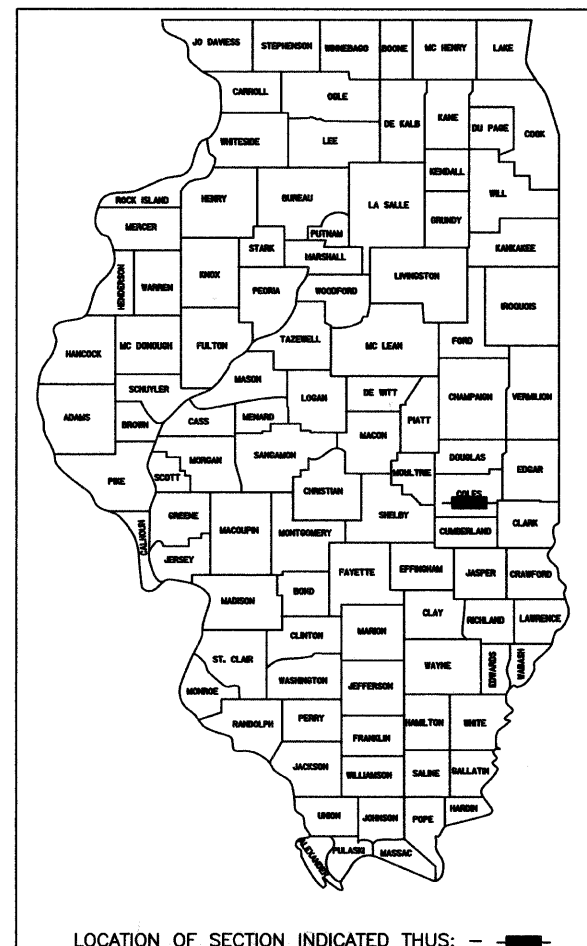 JO DAVIESS STEPHENSON WINNEBAGO BOONE MC HENRY LAKE
CARROLL OGLE DE KALB KANE DU PAGE COOK
WHITESIDE LEE
KENDALL
ROCK ISLAND HENRY BUREAU LA SALLE GRUNDY WILL
MERCER PUTNAM
STARK MARSHALL KANKAKEE
HENDERSON WARREN KNOX PEORIA WOODFORD LIVINGSTON IROQUOIS
HANCOCK MC DONOUGH FULTON TAZEWELL MC LEAN FORD
MASON
SCHUYLER LOGAN DE WITT CHAMPAIGN VERMILION
ADAMS BROWN CASS MENARD MACON PIATT
MORGAN SANGAMON DOUGLAS
PIKE SCOTT CHRISTIAN MOULTRIE COLES EDGAR
CALHOUN GREENE MACOUPIN MONTGOMERY SHELBY CUMBERLAND CLARK
JERSEY
FAYETTE EFFINGHAM JASPER CRAWFORD
MADISON BOND CLAY RICHLAND LAWRENCE
CLINTON MARION
ST. CLAIR WAYNE EDWARDS WABASH
WASHINGTON JEFFERSON
MONROE
RANDOLPH PERRY HAMILTON WHITE
FRANKLIN
JACKSON WILLIAMSON SALINE GALLATIN
UNION JOHNSON POPE HARDIN
ALEXANDER PULASKI MASSAC
LOCATION OF SECTION INDICATED THUS: –